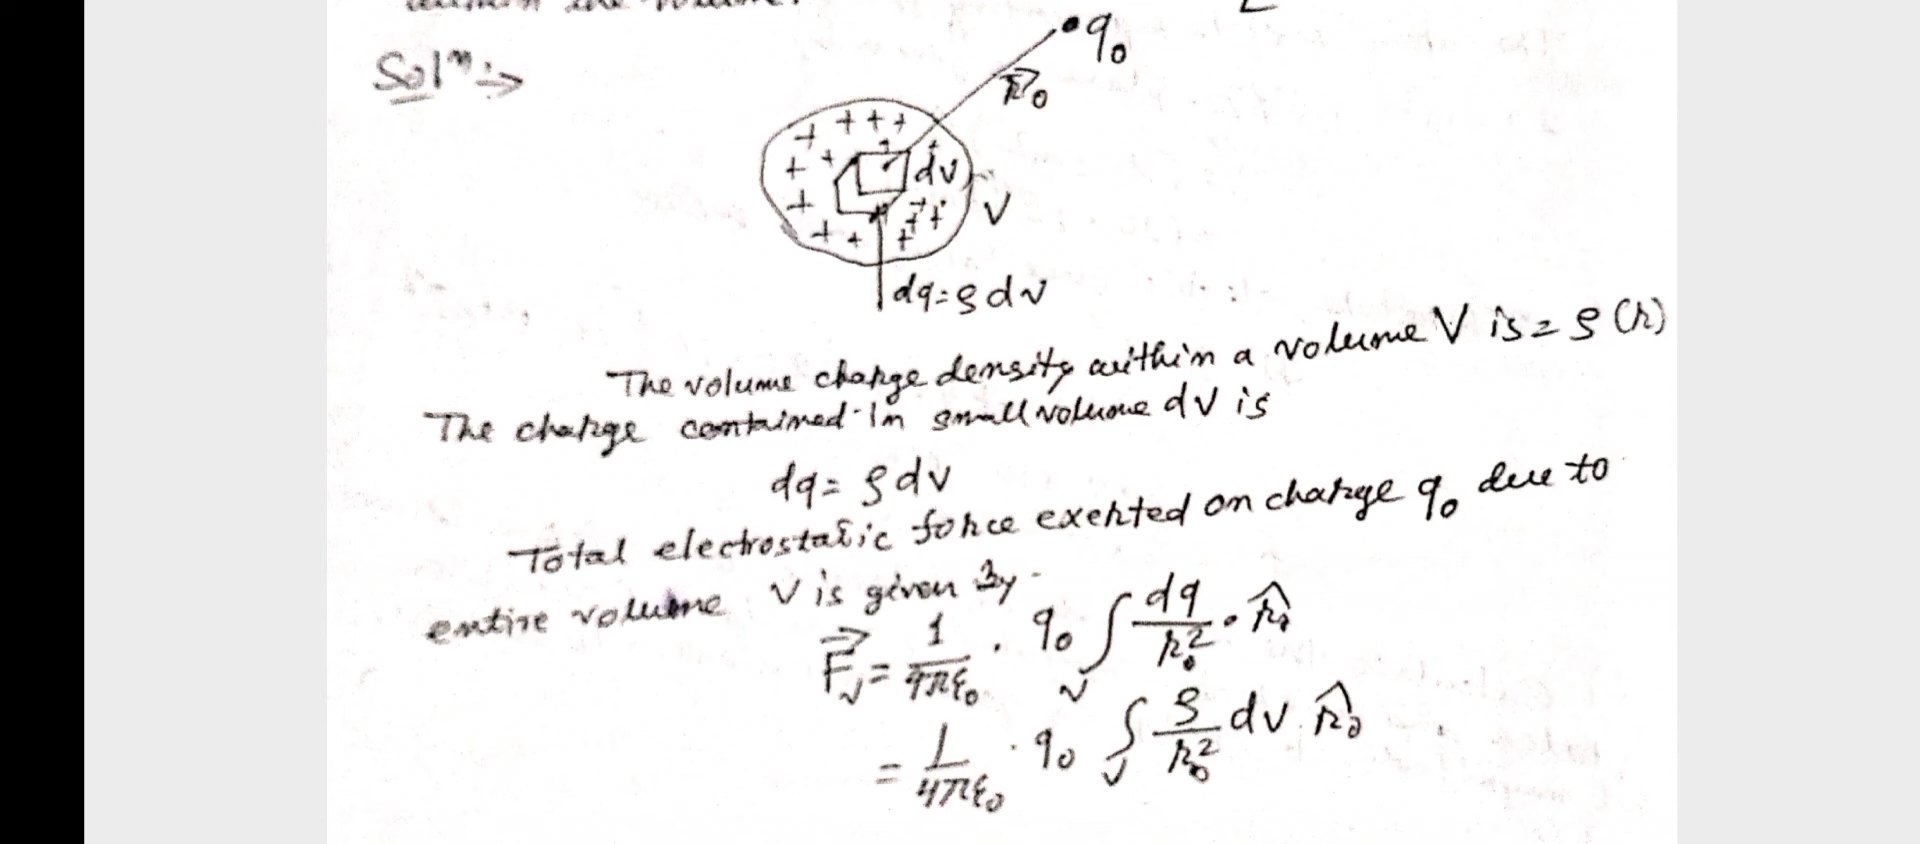 Solⁿ:→
q₀
r⃗₀
dv
V
dq=ρdv
The volume charge density within a volume V is = ρ(r)
The charge contained in small volume dV is
dq= ρdv
Total electrostatic force exerted on charge q₀ due to
entire volume V is given by -
F⃗ᵥ = 1/4πε₀ . q₀ ∫ᵥ dq/r₀² . r̂₀
= 1/4πε₀ . q₀ ∫ᵥ ρ/r₀² dv . r̂₀